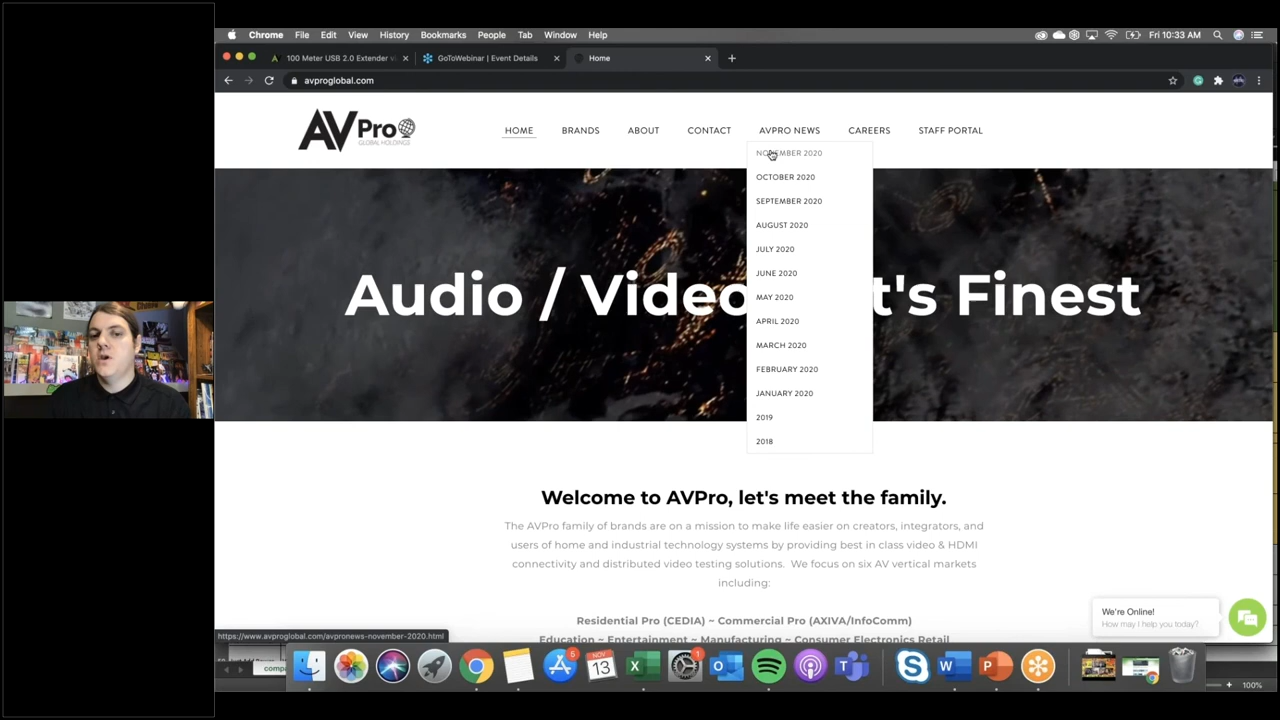 Chrome File Edit View History Bookmarks People Tab Window Help Fri 10:33 AM
100 Meter USB 2.0 Extender GoToWebinar | Event Details Home
avproglobal.com
AVPro
GLOBAL HOLDINGS
HOME BRANDS ABOUT CONTACT AVPRO NEWS CAREERS STAFF PORTAL
NOVEMBER 2020
OCTOBER 2020
SEPTEMBER 2020
AUGUST 2020
JULY 2020
JUNE 2020
MAY 2020
APRIL 2020
MARCH 2020
FEBRUARY 2020
JANUARY 2020
2019
2018
Audio / Video t's Finest
Welcome to AVPro, let's meet the family.
The AVPro family of brands are on a mission to make life easier on creators, integrators, and
users of home and industrial technology systems by providing best in class video & HDMI
connectivity and distributed video testing solutions. We focus on six AV vertical markets
including:
Residential Pro (CEDIA) ~ Commercial Pro (AXIVA/InfoComm)
Education ~ Entertainment ~ Manufacturing ~ Consumer Electronics Retail
We're Online!
How may I help you today?
https://www.avproglobal.com/avpronews-november-2020.html
NOV
13
5
1
100%